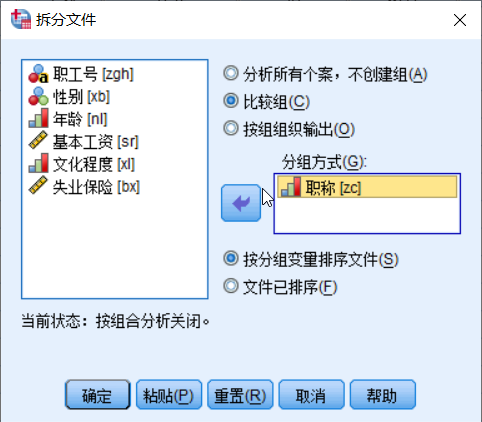 拆分文件
职工号 [zgh]
性别 [xb]
年龄 [nl]
基本工资 [sr]
文化程度 [xl]
失业保险 [bx]
分析所有个案，不创建组(A)
比较组(C)
按组组织输出(O)
分组方式(G):
职称 [zc]
按分组变量排序文件(S)
文件已排序(F)
当前状态：按组合分析关闭。
确定
粘贴(P)
重置(R)
取消
帮助